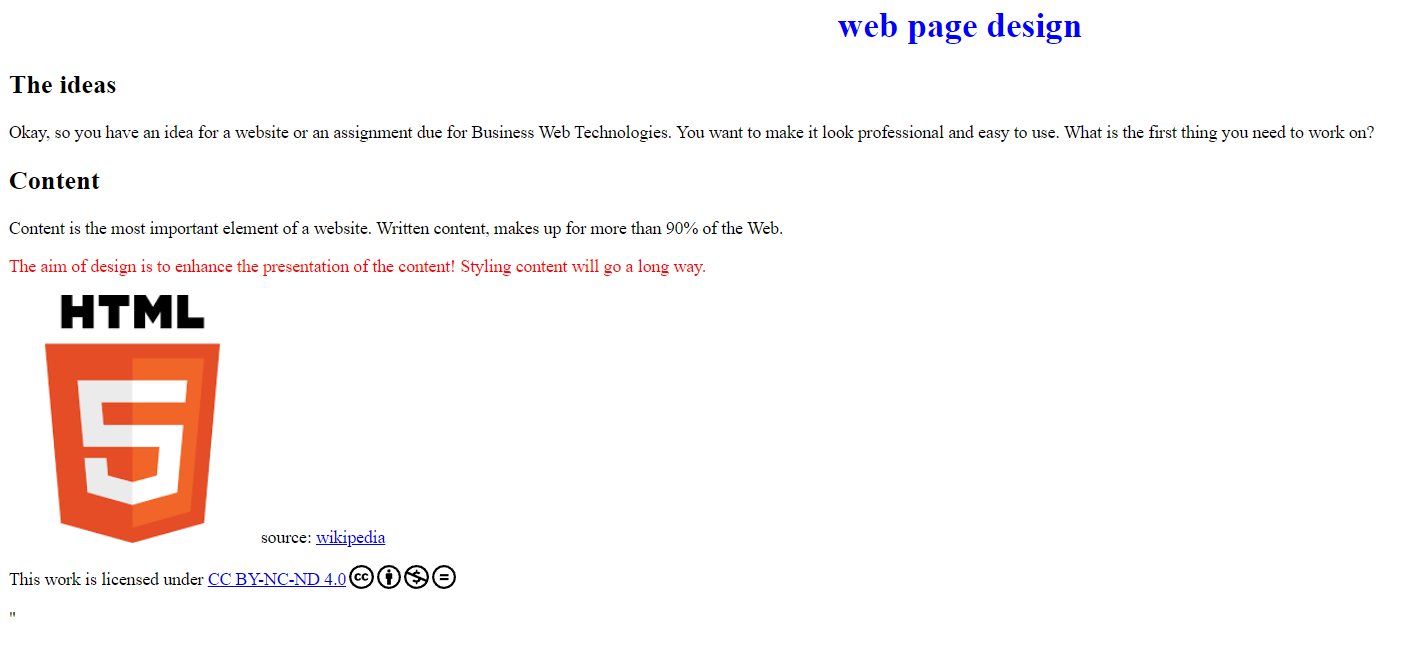 web page design
The ideas
Okay, so you have an idea for a website or an assignment due for Business Web Technologies. You want to make it look professional and easy to use. What is the first thing you need to work on?
Content
Content is the most important element of a website. Written content, makes up for more than 90% of the Web.
The aim of design is to enhance the presentation of the content! Styling content will go a long way.
HTML
5
source: wikipedia
This work is licensed under CC BY-NC-ND 4.0 cc $ =
"